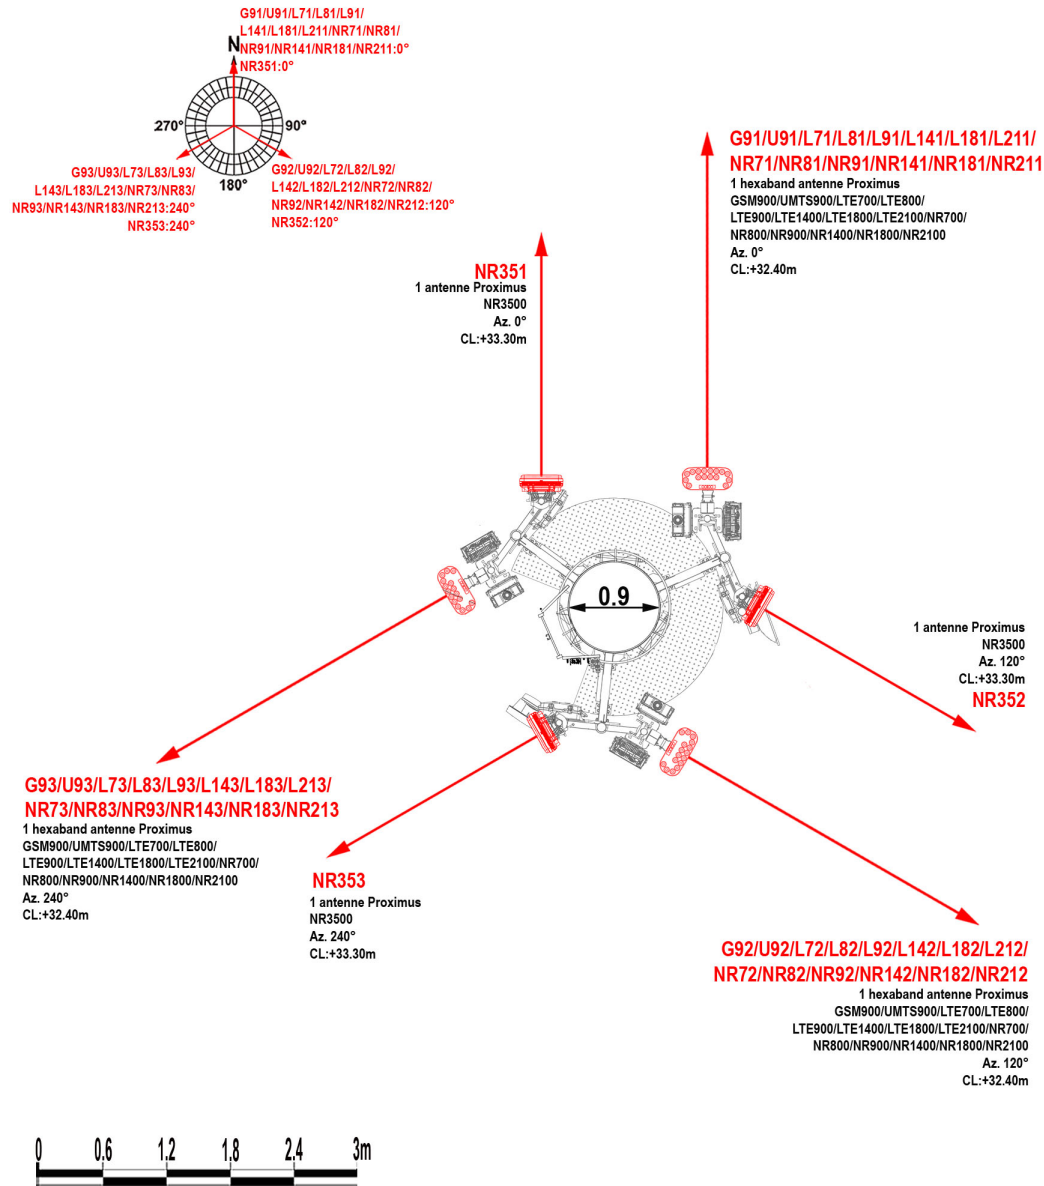 G91/U91/L71/L81/L91/
L141/L181/L211/NR71/NR81/
NR91/NR141/NR181/NR211:0°
NR351:0°
N
270°
90°
180°
G93/U93/L73/L83/L93/
L143/L183/L213/NR73/NR83/
NR93/NR143/NR183/NR213:240°
NR353:240°
G92/U92/L72/L82/L92/
L142/L182/L212/NR72/NR82/
NR92/NR142/NR182/NR212:120°
NR352:120°
G91/U91/L71/L81/L91/L141/L181/L211/
NR71/NR81/NR91/NR141/NR181/NR211
1 hexaband antenne Proximus
GSM900/UMTS900/LTE700/LTE800/
LTE900/LTE1400/LTE1800/LTE2100/NR700/
NR800/NR900/NR1400/NR1800/NR2100
Az. 0°
CL:+32.40m
NR351
1 antenne Proximus
NR3500
Az. 0°
CL:+33.30m
0.9
1 antenne Proximus
NR3500
Az. 120°
CL:+33.30m
NR352
G93/U93/L73/L83/L93/L143/L183/L213/
NR73/NR83/NR93/NR143/NR183/NR213
1 hexaband antenne Proximus
GSM900/UMTS900/LTE700/LTE800/
LTE900/LTE1400/LTE1800/LTE2100/NR700/
NR800/NR900/NR1400/NR1800/NR2100
Az. 240°
CL:+32.40m
NR353
1 antenne Proximus
NR3500
Az. 240°
CL:+33.30m
G92/U92/L72/L82/L92/L142/L182/L212/
NR72/NR82/NR92/NR142/NR182/NR212
1 hexaband antenne Proximus
GSM900/UMTS900/LTE700/LTE800/
LTE900/LTE1400/LTE1800/LTE2100/NR700/
NR800/NR900/NR1400/NR1800/NR2100
Az. 120°
CL:+32.40m
0 0.6 1.2 1.8 2.4 3m